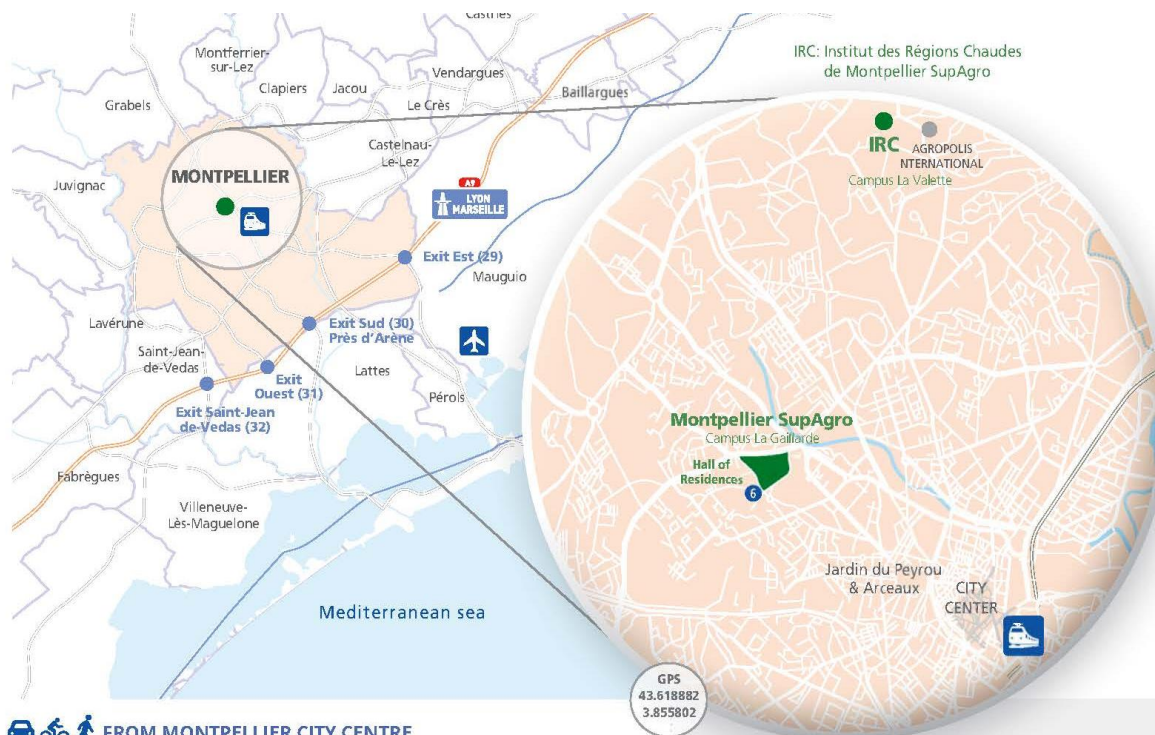 Castries
Montferrier-
sur-Lez
Clapiers
Jacou
Vendargues
Le Crès
Baillargues
Grabels
Castelnau-
Le-Lez
Juvignac
MONTPELLIER
A9
LYON
MARSEILLE
Exit Est (29)
Mauguio
Lavérune
Exit Sud (30)
Près d'Arène
Saint-Jean-
de-Vedas
Exit
Ouest (31)
Lattes
Pérols
Exit Saint-Jean
de-Vedas (32)
Fabrègues
Villeneuve-
Lès-Maguelone
Mediterranean sea
IRC: Institut des Régions Chaudes
de Montpellier SupAgro
IRC
AGROPOLIS
NTERNATIONAL
Campus La Valette
Montpellier SupAgro
Campus La Gaillarde
Hall of
Residences
6
Jardin du Peyrou
& Arceaux
CITY
CENTER
GPS
43.618882
3.855802
FROM MONTPELLIER CITY CENTRE